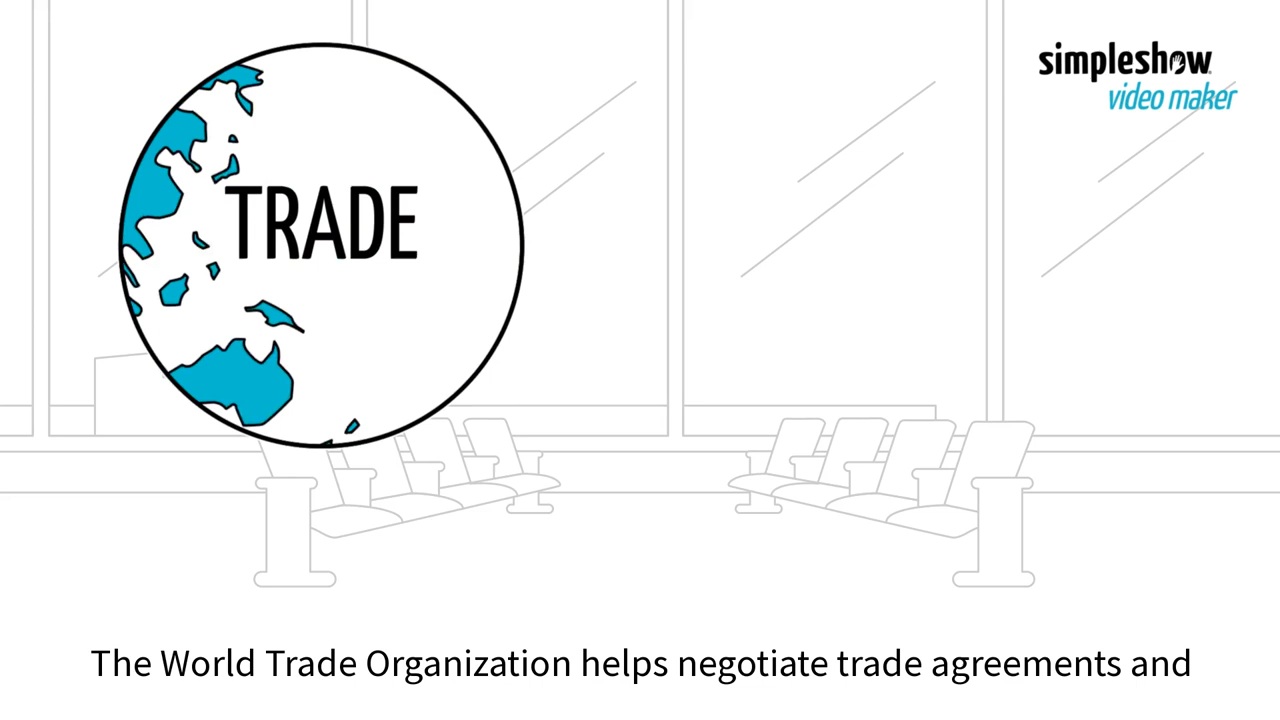 simpleshow
video maker
TRADE
The World Trade Organization helps negotiate trade agreements and